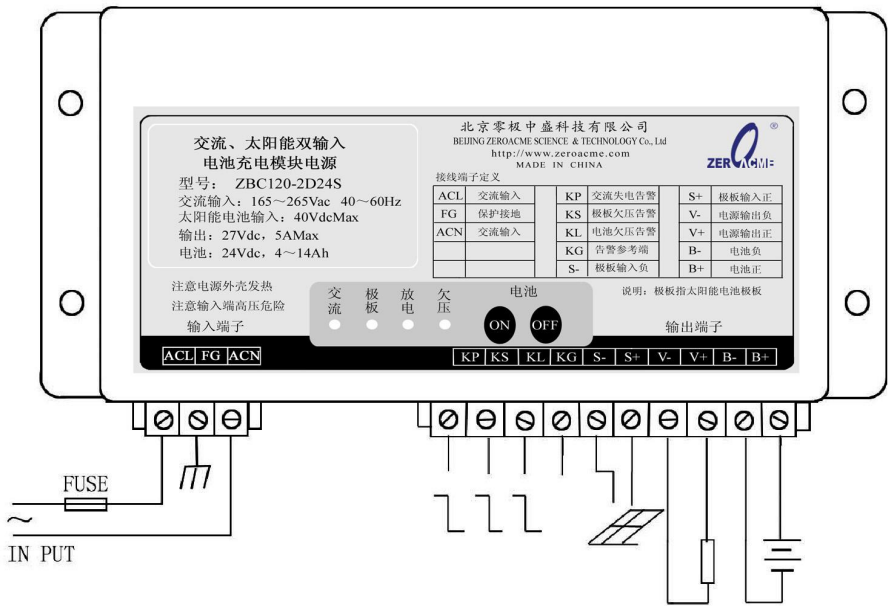 交流、太阳能双输入
电池充电模块电源
型号： ZBC120-2D24S
交流输入：165～265Vac 40～60Hz
太阳能电池输入：40VdcMax
输出：27Vdc，5AMax
电池：24Vdc，4～14Ah
北京零极中盛科技有限公司
BEIJING ZEROACME SCIENCE & TECHNOLOGY Co., Ltd
http://www.zeroacme.com
MADE IN CHINA
ZEROACME ®
接线端子定义
ACL 交流输入 KP 交流失电告警 S+ 极板输入正
FG 保护接地 KS 极板欠压告警 V- 电源输出负
ACN 交流输入 KL 电池欠压告警 V+ 电源输出正
KG 告警参考端 B- 电池负
S- 极板输入负 B+ 电池正
注意电源外壳发热
注意输入端高压危险
输入端子
交流 极板 放电 欠压
电池
ON OFF
说明：极板指太阳能电池极板
输出端子
ACL FG ACN
KP KS KL KG S- S+ V- V+ B- B+
FUSE
～
IN PUT